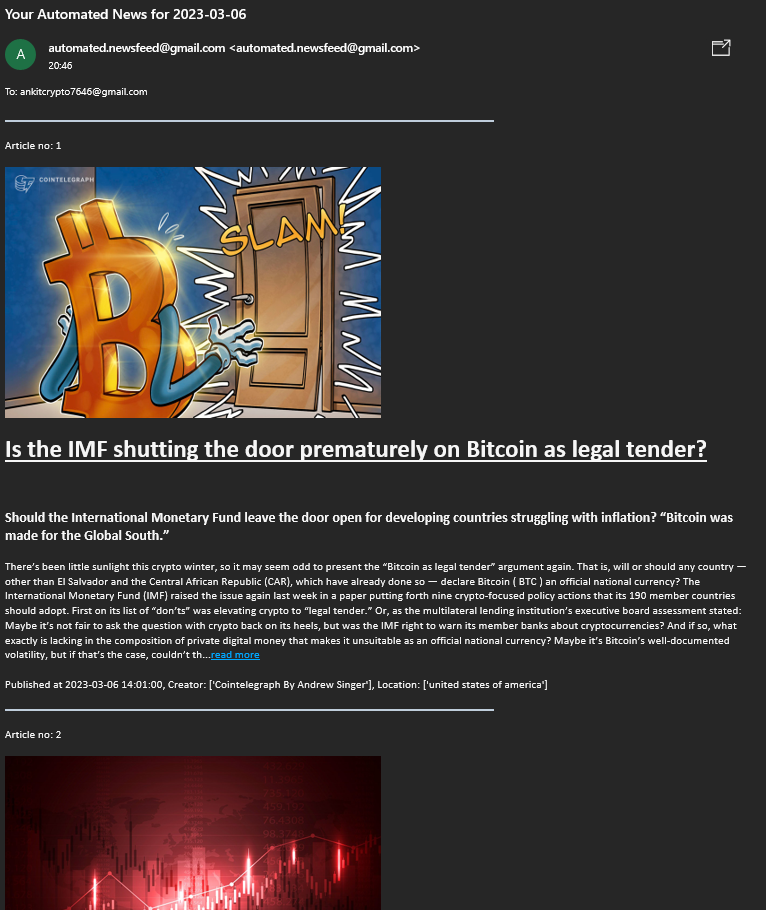 Your Automated News for 2023-03-06
A
automated.newsfeed@gmail.com <automated.newsfeed@gmail.com>
20:46
To: ankitcrypto7646@gmail.com
Article no: 1
COINTELEGRAPH
SLAM!
Is the IMF shutting the door prematurely on Bitcoin as legal tender?
Should the International Monetary Fund leave the door open for developing countries struggling with inflation? “Bitcoin was
made for the Global South.”
There’s been little sunlight this crypto winter, so it may seem odd to present the “Bitcoin as legal tender” argument again. That is, will or should any country —
other than El Salvador and the Central African Republic (CAR), which have already done so — declare Bitcoin ( BTC ) an official national currency? The
International Monetary Fund (IMF) raised the issue again last week in a paper putting forth nine crypto-focused policy actions that its 190 member countries
should adopt. First on its list of “don’ts” was elevating crypto to “legal tender.” Or, as the multilateral lending institution’s executive board assessment stated:
Maybe it’s not fair to ask the question with crypto back on its heels, but was the IMF right to warn its member banks about cryptocurrencies? And if so, what
exactly is lacking in the composition of private digital money that makes it unsuitable as an official national currency? Maybe it’s Bitcoin’s well-documented
volatility, but if that’s the case, couldn’t th...read more
Published at 2023-03-06 14:01:00, Creator: ['Cointelegraph By Andrew Singer'], Location: ['united states of america']
Article no: 2